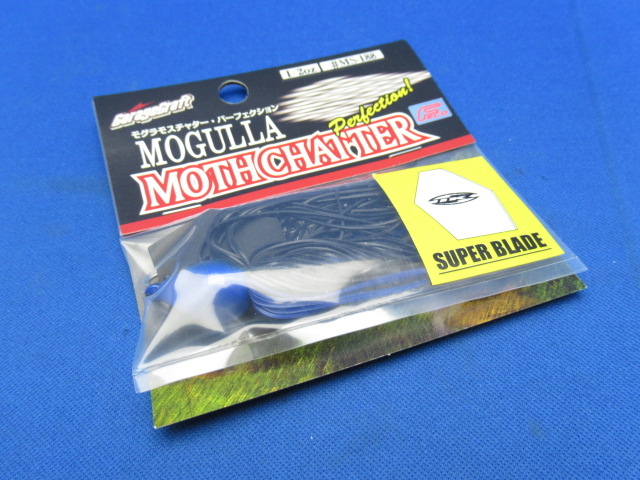 1/2oz #MS-188
GarageCraft
モグラモスチャター・パーフェクション
MOGULLA
Perfection!
MOTHCHATTER
SUPER BLADE